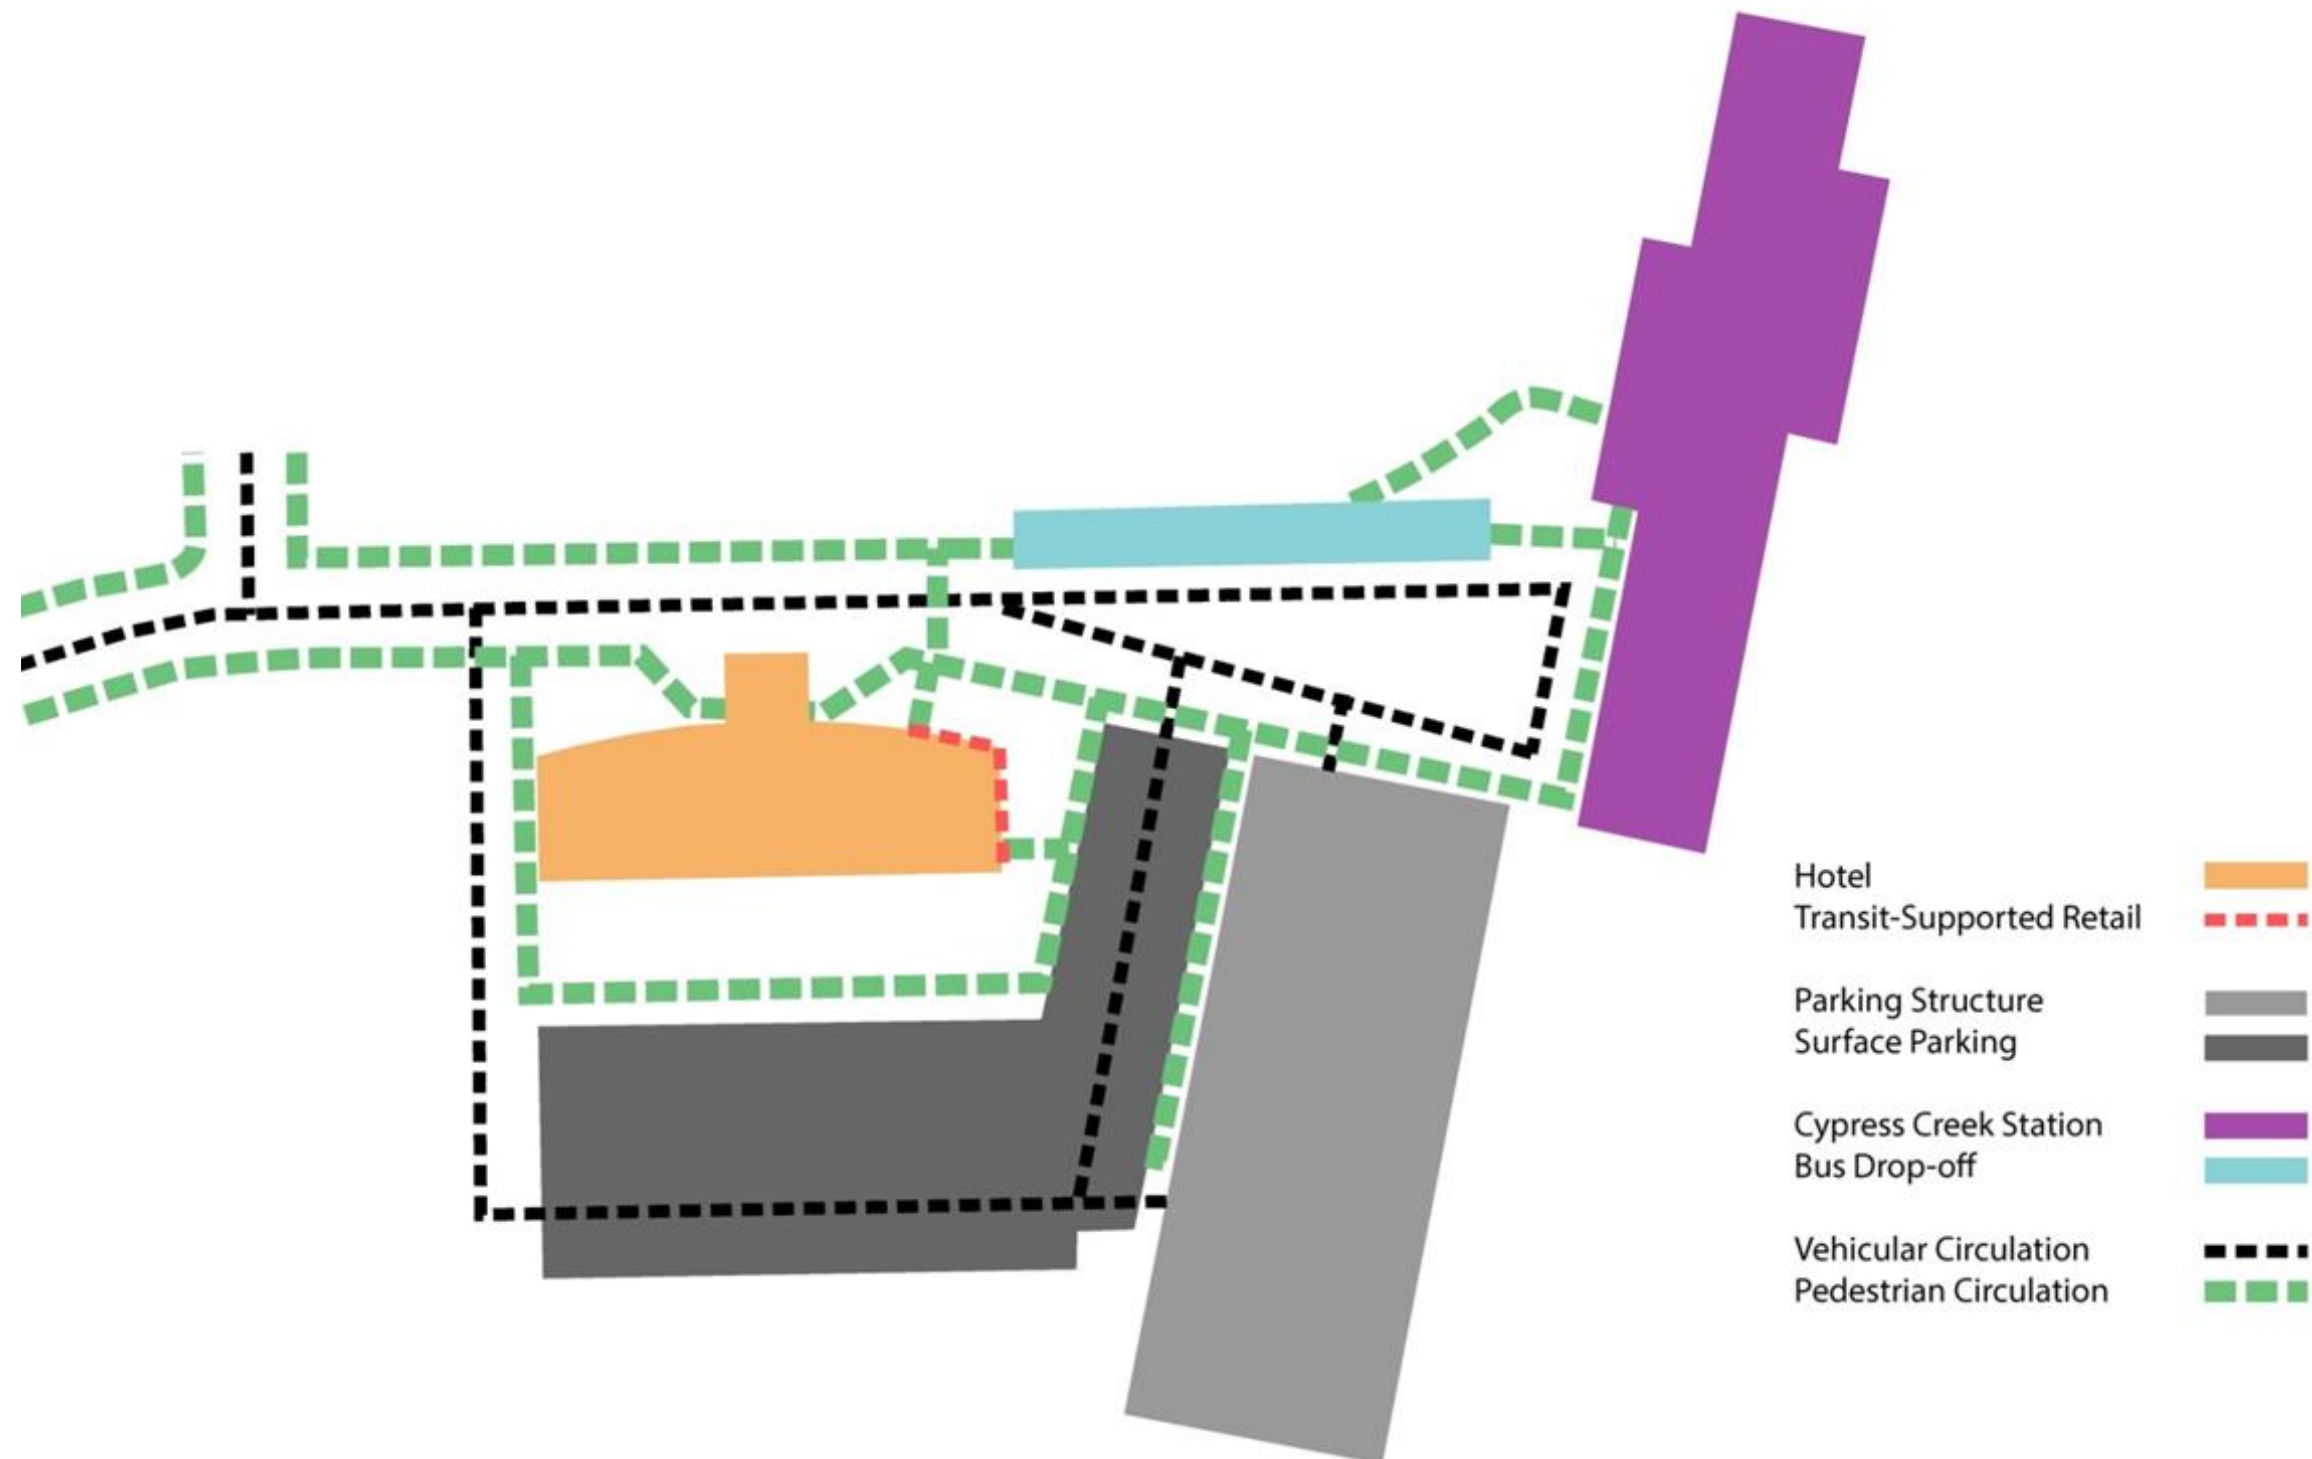 Hotel
Transit-Supported Retail
Parking Structure
Surface Parking
Cypress Creek Station
Bus Drop-off
Vehicular Circulation
Pedestrian Circulation